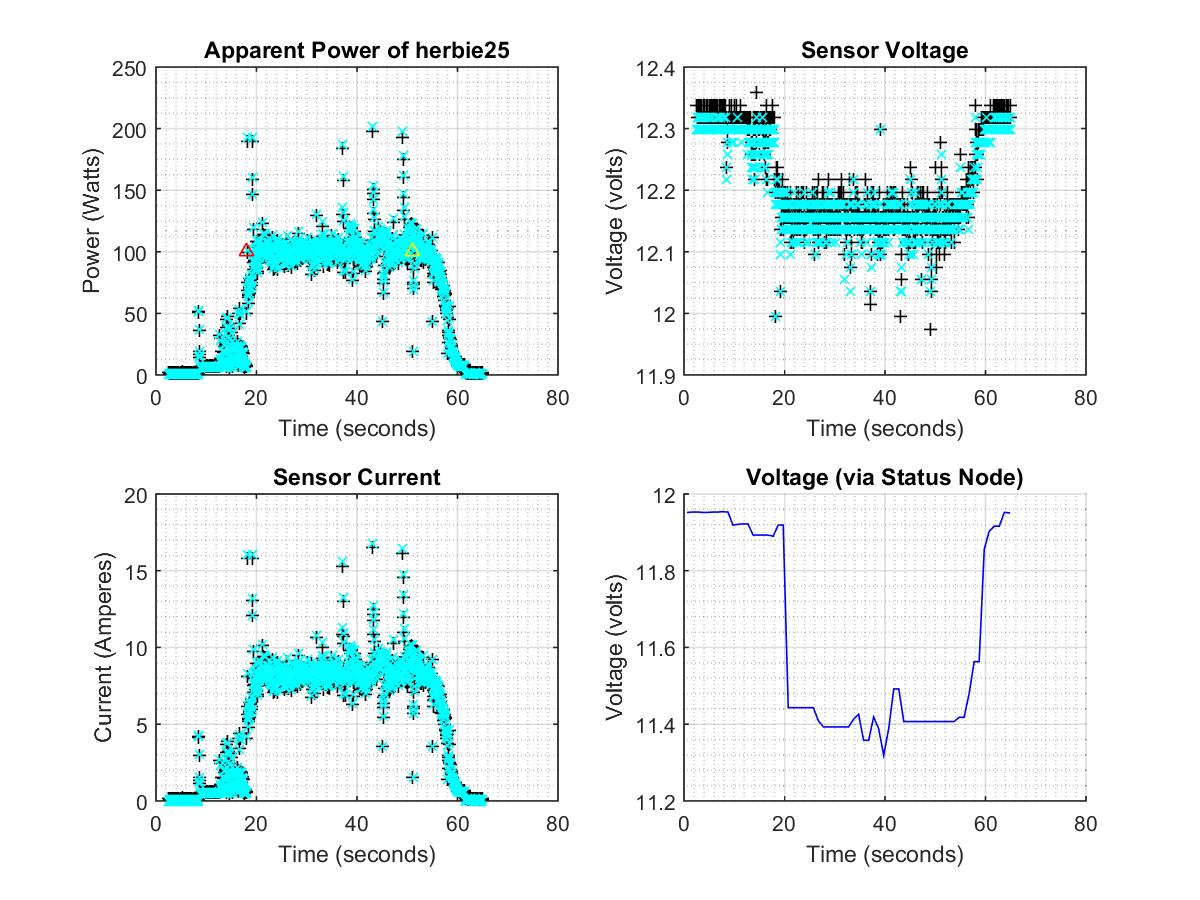 Apparent Power of herbie25
250
200
150
100
50
0
Power (Watts)
0 20 40 60 80
Time (seconds)
Sensor Voltage
12.4
12.3
12.2
12.1
12
11.9
Voltage (volts)
0 20 40 60 80
Time (seconds)
Sensor Current
20
15
10
5
0
Current (Amperes)
0 20 40 60 80
Time (seconds)
Voltage (via Status Node)
12
11.8
11.6
11.4
11.2
Voltage (volts)
0 20 40 60 80
Time (seconds)